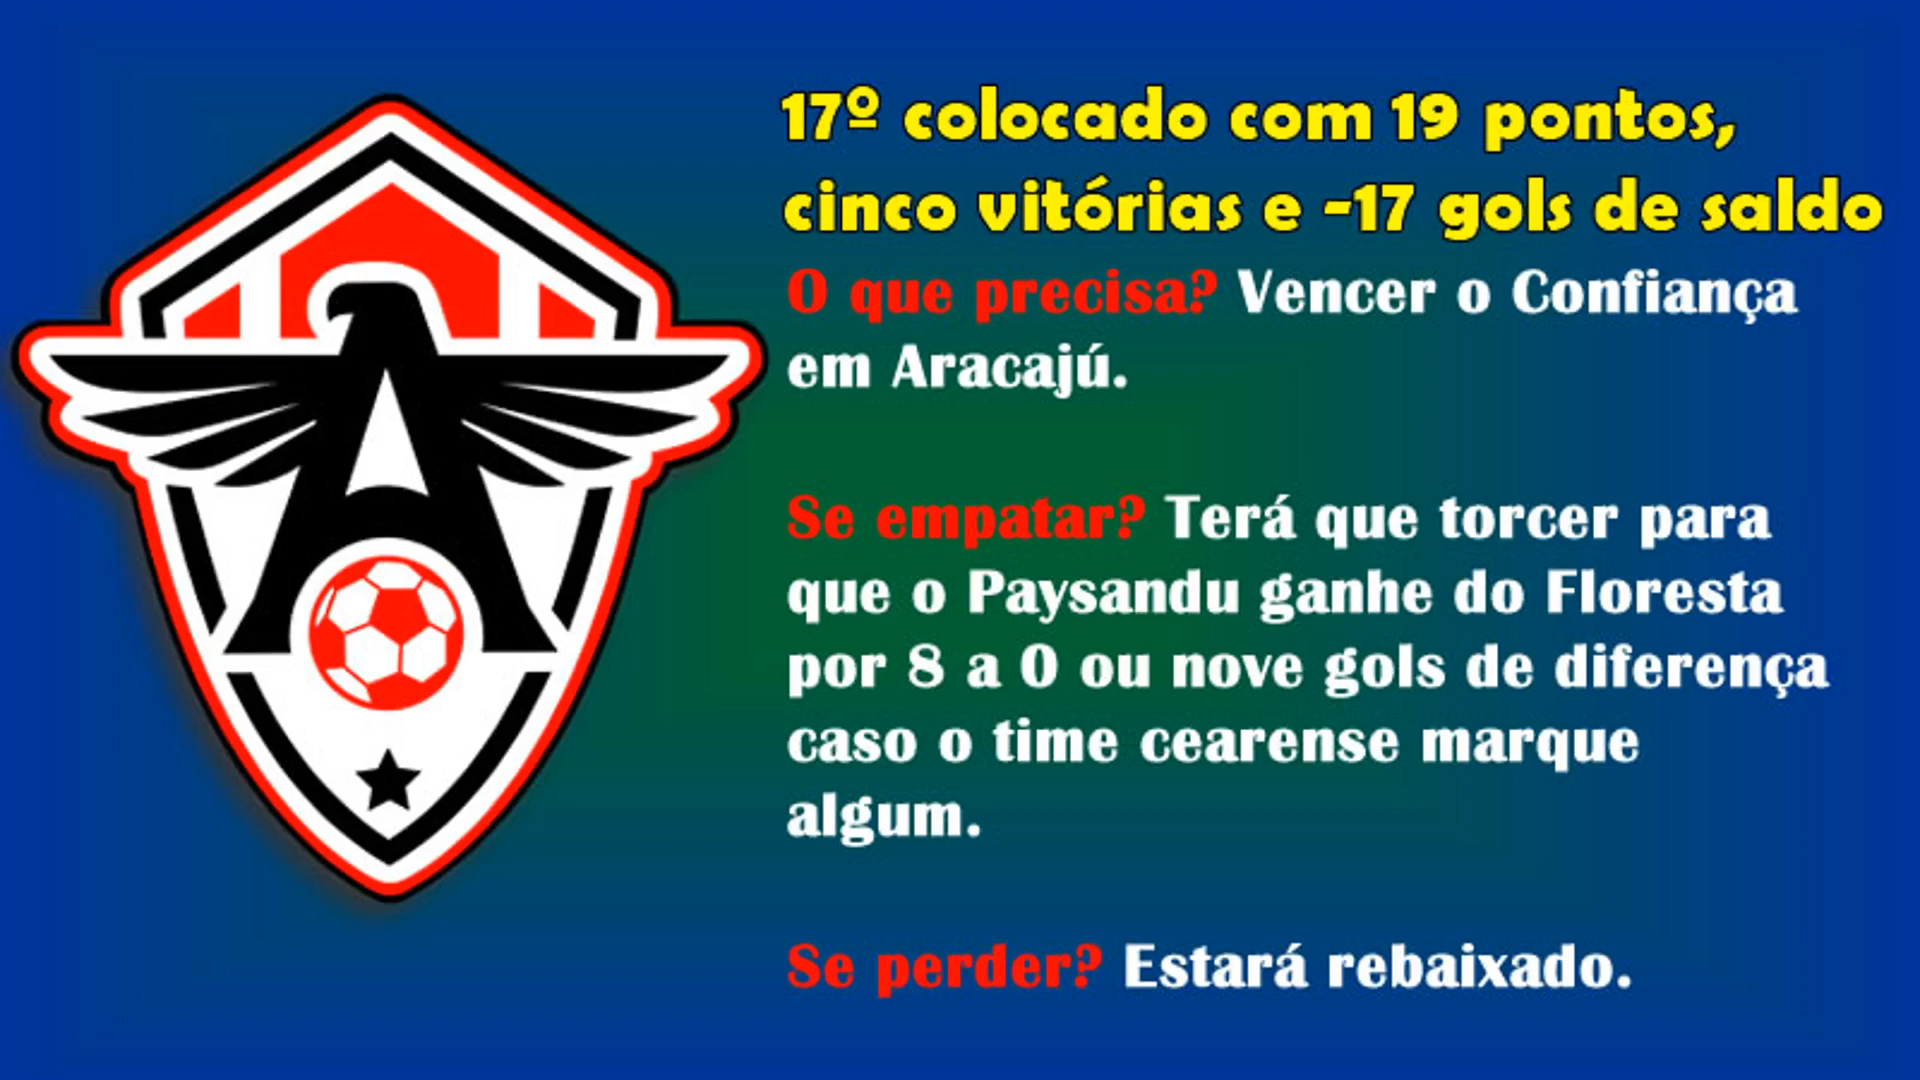 17º colocado com 19 pontos,
cinco vitórias e -17 gols de saldo
O que precisa? Vencer o Confiança
em Aracajú.
Se empatar? Terá que torcer para
que o Paysandu ganhe do Floresta
por 8 a 0 ou nove gols de diferença
caso o time cearense marque
algum.
Se perder? Estará rebaixado.